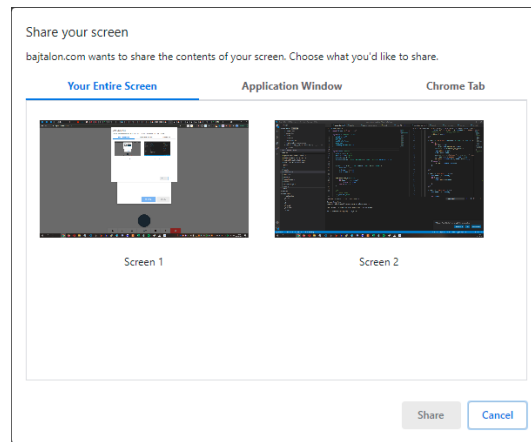 Share your screen
bajtalon.com wants to share the contents of your screen. Choose what you'd like to share.
Your Entire Screen
Application Window
Chrome Tab
Screen 1
Screen 2
Share
Cancel